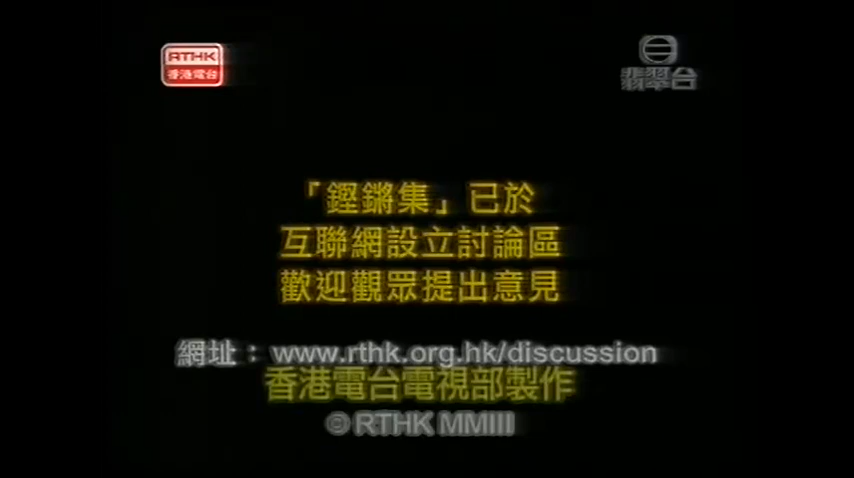 RTHK
香港電台
翡翠台
「鏗鏘集」已於
互聯網設立討論區
歡迎觀眾提出意見
網址：www.rthk.org.hk/discussion
香港電台電視部製作
©RTHK MMIII